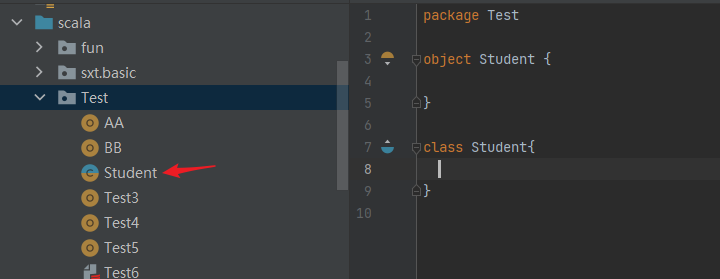 scala
fun
sxt.basic
Test
AA
BB
Student
Test3
Test4
Test5
Test6
1 package Test
2
3 object Student {
4
5 }
6
7 class Student{
8
9 }
10